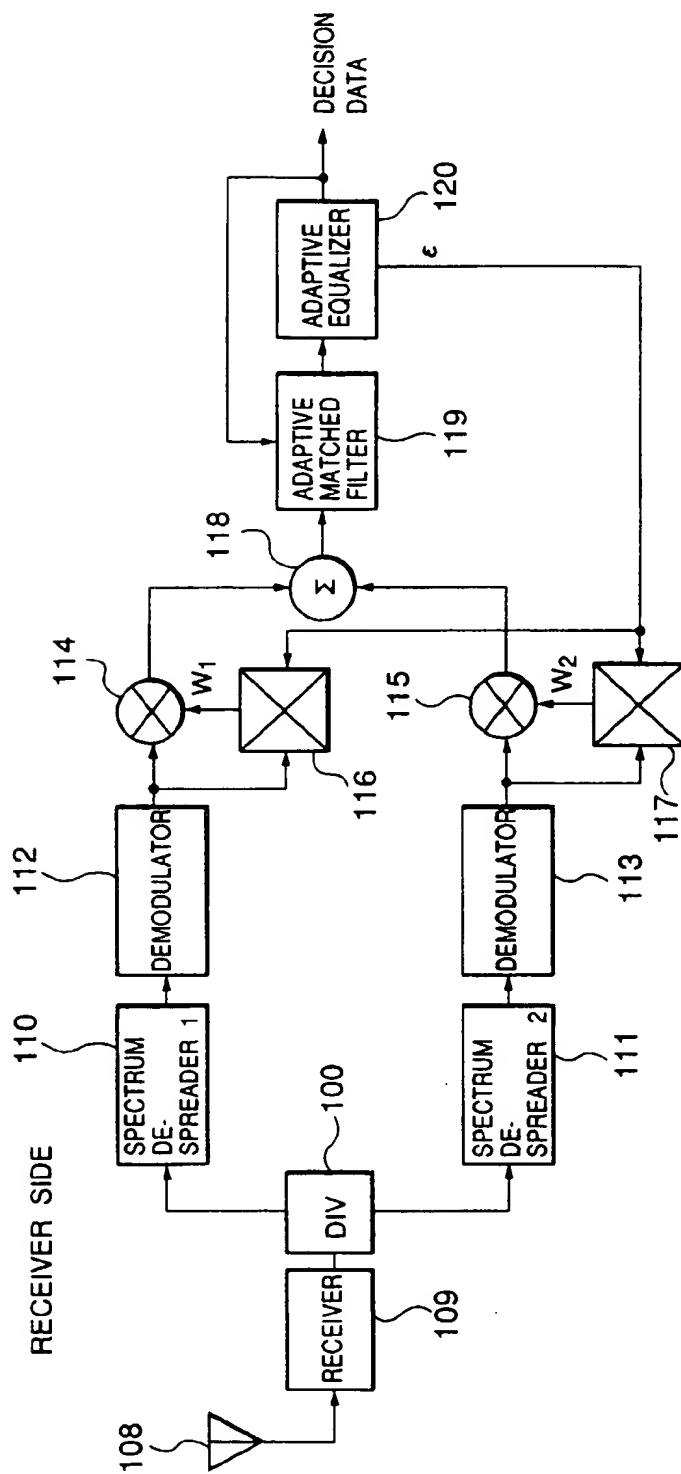 RECEIVER SIDE
108
RECEIVER
109
DIV
100
SPECTRUM
DE-
SPREADER 1
110
DEMODULATOR
112
114
W1
116
SPECTRUM
DE-
SPREADER 2
111
DEMODULATOR
113
115
W2
117
Σ
118
ADAPTIVE
MATCHED
FILTER
119
ADAPTIVE
EQUALIZER
120
ε
DECISION
DATA